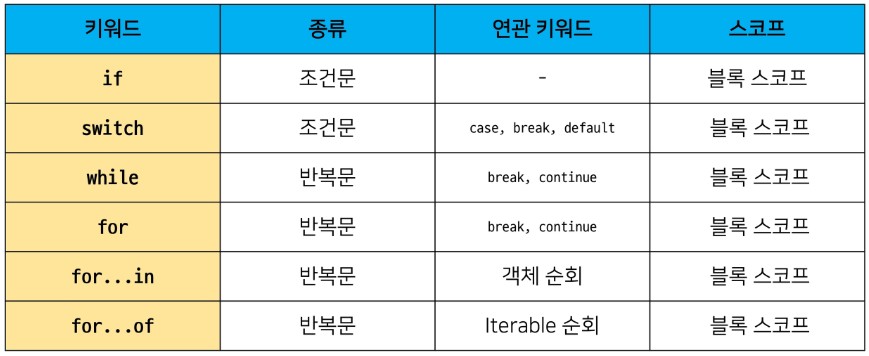 키워드 종류 연관 키워드 스코프
if 조건문 - 블록 스코프
switch 조건문 case, break, default 블록 스코프
while 반복문 break, continue 블록 스코프
for 반복문 break, continue 블록 스코프
for...in 반복문 객체 순회 블록 스코프
for...of 반복문 Iterable 순회 블록 스코프